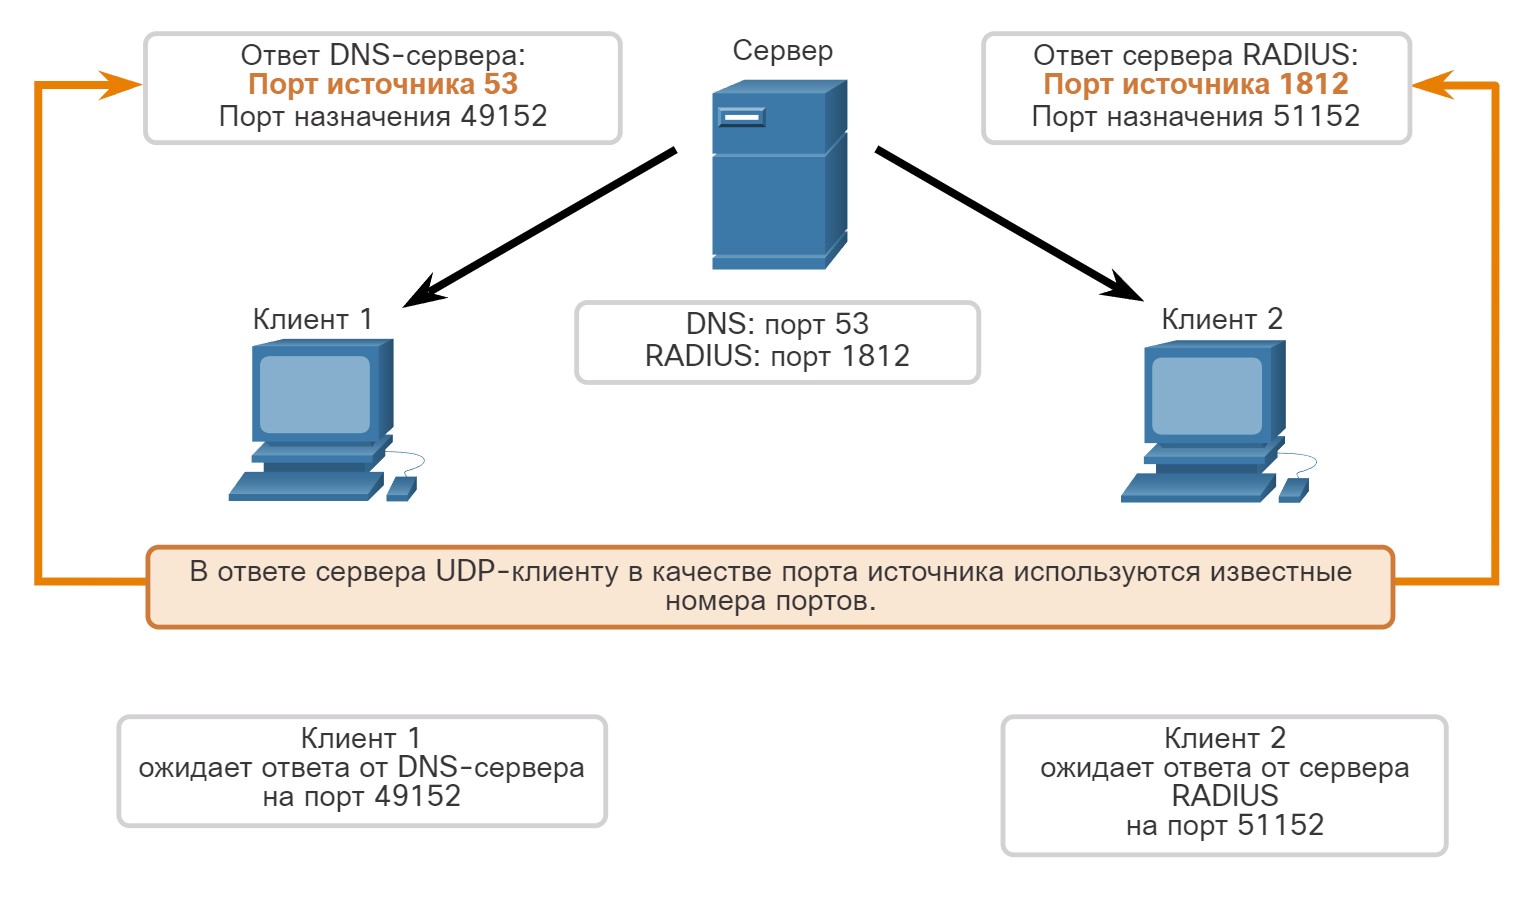 Ответ DNS-сервера:
Порт источника 53
Порт назначения 49152
Сервер
Ответ сервера RADIUS:
Порт источника 1812
Порт назначения 51152
Клиент 1
DNS: порт 53
RADIUS: порт 1812
Клиент 2
В ответе сервера UDP-клиенту в качестве порта источника используются известные
номера портов.
Клиент 1
ожидает ответа от DNS-сервера
на порт 49152
Клиент 2
ожидает ответа от сервера
RADIUS
на порт 51152